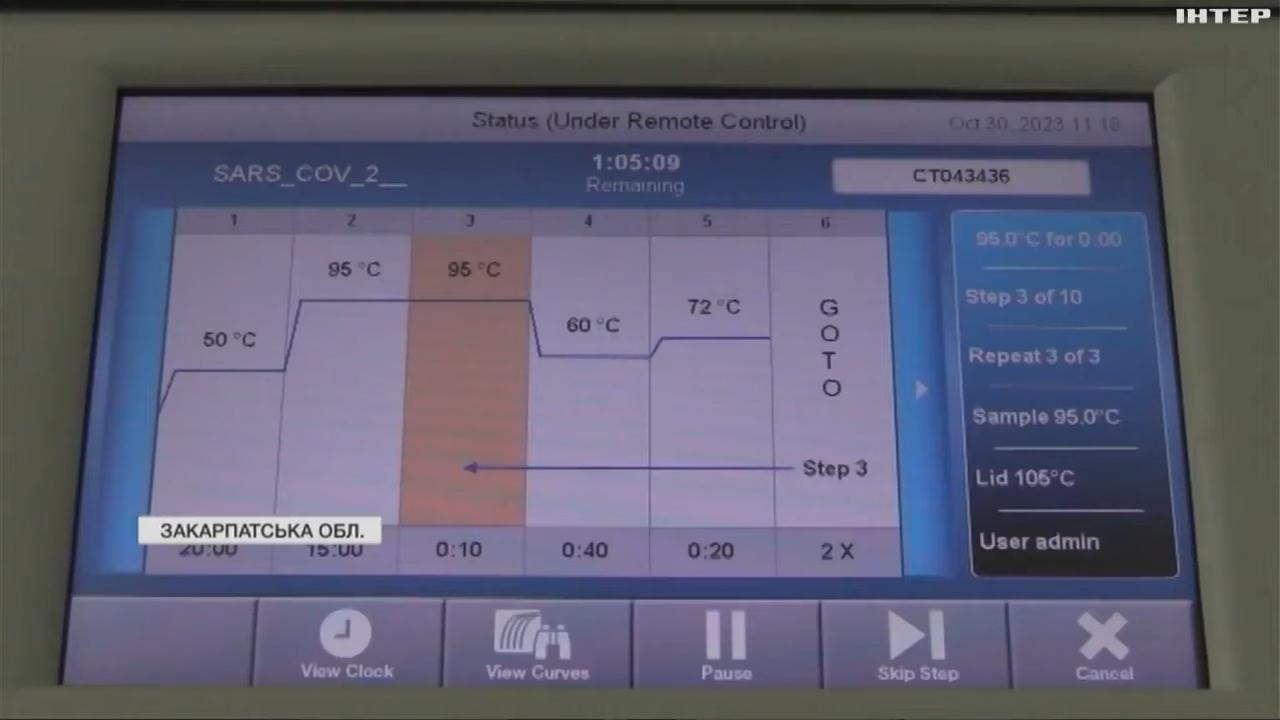 ІНТЕР
Status (Under Remote Control)
Oct 30, 2023 11:18
SARS_COV_2__
1:05:09
Remaining
CT043436
1 2 3 4 5 6
50 °C
95 °C
95 °C
60 °C
72 °C
GOTO
Step 3
20:00 15:00 0:10 0:40 0:20 2 X
95.0°C for 0:00
Step 3 of 10
Repeat 3 of 3
Sample 95.0°C
Lid 105°C
User admin
ЗАКАРПАТСЬКА ОБЛ.
View Clock
View Curves
Pause
Skip Step
Cancel